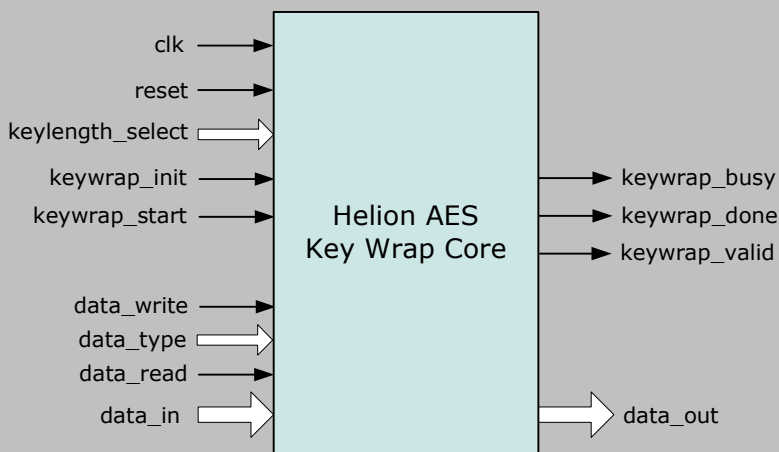 clk
reset
keylength_select
keywrap_init
keywrap_start
data_write
data_type
data_read
data_in
Helion AES
Key Wrap Core
keywrap_busy
keywrap_done
keywrap_valid
data_out